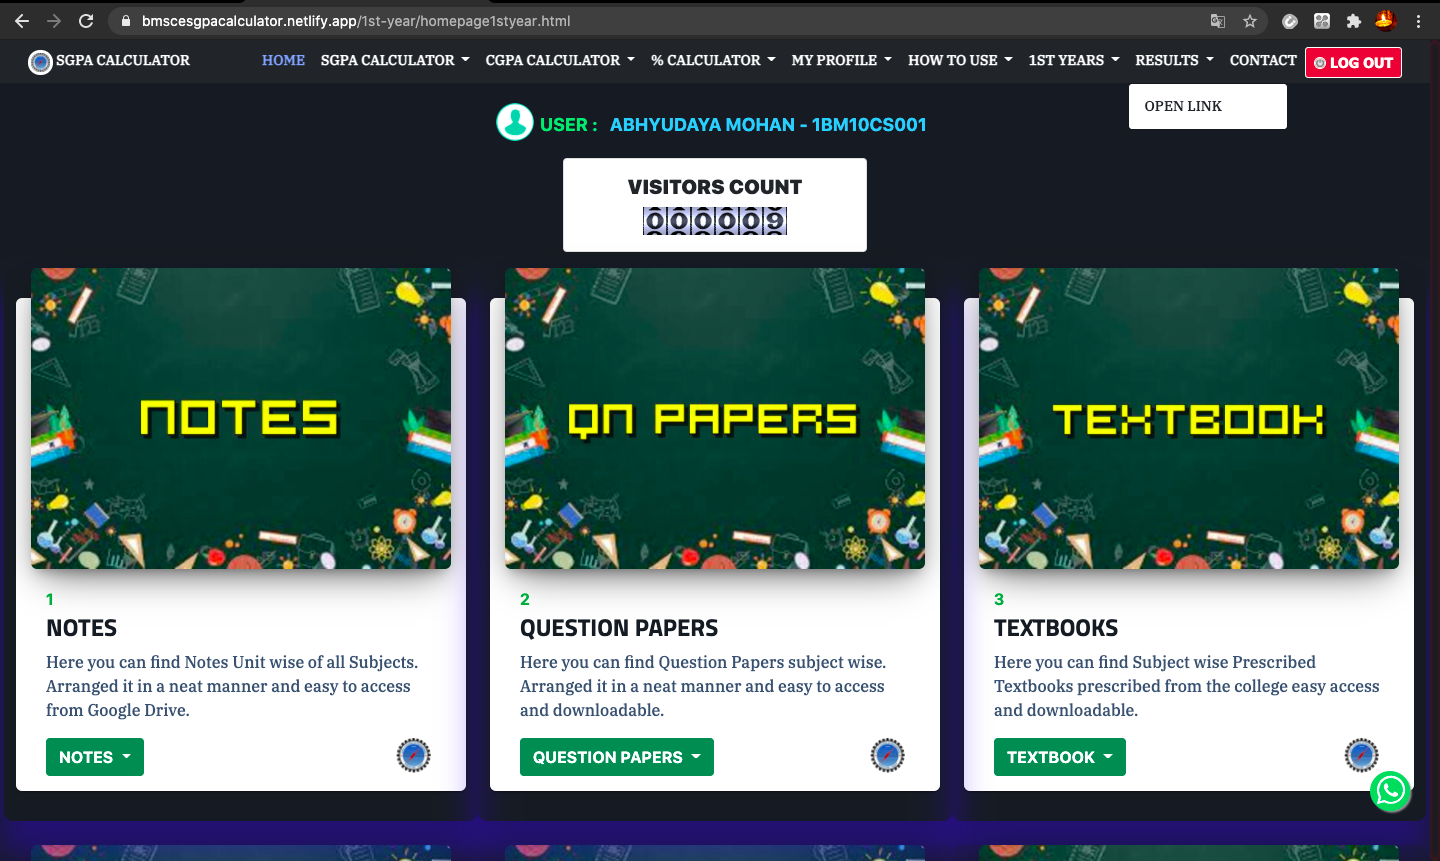 bmscesgpacalculator.netlify.app/1st-year/homepage1styear.html
SGPA CALCULATOR HOME SGPA CALCULATOR CGPA CALCULATOR % CALCULATOR MY PROFILE HOW TO USE 1ST YEARS RESULTS CONTACT LOG OUT
OPEN LINK
USER : ABHYUDAYA MOHAN - 1BM10CS001
VISITORS COUNT
000009
NOTES
QN PAPERS
TEXTBOOK
1
NOTES
Here you can find Notes Unit wise of all Subjects.
Arranged it in a neat manner and easy to access
from Google Drive.
NOTES
2
QUESTION PAPERS
Here you can find Question Papers subject wise.
Arranged it in a neat manner and easy to access
and downloadable.
QUESTION PAPERS
3
TEXTBOOKS
Here you can find Subject wise Prescribed
Textbooks prescribed from the college easy access
and downloadable.
TEXTBOOK